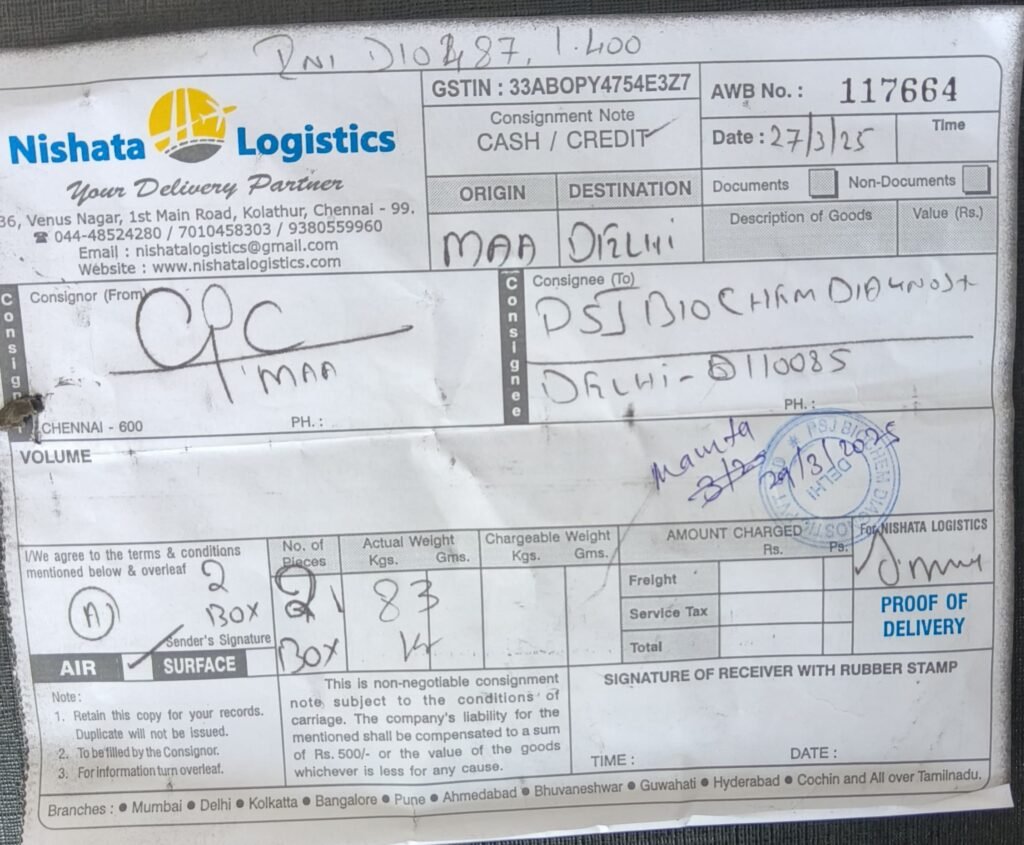 1.400
Nishata Logistics
Your Delivery Partner
36, Venus Nagar, 1st Main Road, Kolathur, Chennai - 99.
☎ 044-48524280 / 7010458303 / 9380559960
Email : nishatalogistics@gmail.com
Website : www.nishatalogistics.com
GSTIN : 33ABOPY4754E3Z7
Consignment Note
CASH / CREDIT
AWB No. : 117664
Date : 27/3/25
Time
ORIGIN DESTINATION
MAA DELHI
Documents Non-Documents
Description of Goods Value (Rs.)
Consignor (From)
CPC
MAA
CHENNAI - 600 PH. :
Consignee
Consignee (To)
PSJ BIOCHEM DIAGNOST
DELHI - 110085
PH. :
VOLUME
Mamta
29/3/2025
PSJ BIOCHEM DIAGNOSTIC PVT LTD
DELHI
I/We agree to the terms & conditions
mentioned below & overleaf
2
BOX
A
Sender's Signature
AIR ✓ SURFACE
No. of
Pieces
2
BOX
Actual Weight
Kgs. Gms.
83
Chargeable Weight
Kgs. Gms.
AMOUNT CHARGED
Rs. Ps.
Freight
Service Tax
Total
For NISHATA LOGISTICS
PROOF OF
DELIVERY
Note :
1. Retain this copy for your records.
Duplicate will not be issued.
2. To be filled by the Consignor.
3. For information turn overleaf.
This is non-negotiable consignment
note subject to the conditions of
carriage. The company's liability for the
mentioned shall be compensated to a sum
of Rs. 500/- or the value of the goods
whichever is less for any cause.
SIGNATURE OF RECEIVER WITH RUBBER STAMP
TIME : DATE :
Branches : ● Mumbai ● Delhi ● Kolkatta ● Bangalore ● Pune ● Ahmedabad ● Bhuvaneshwar ● Guwahati ● Hyderabad ● Cochin and All over Tamilnadu.